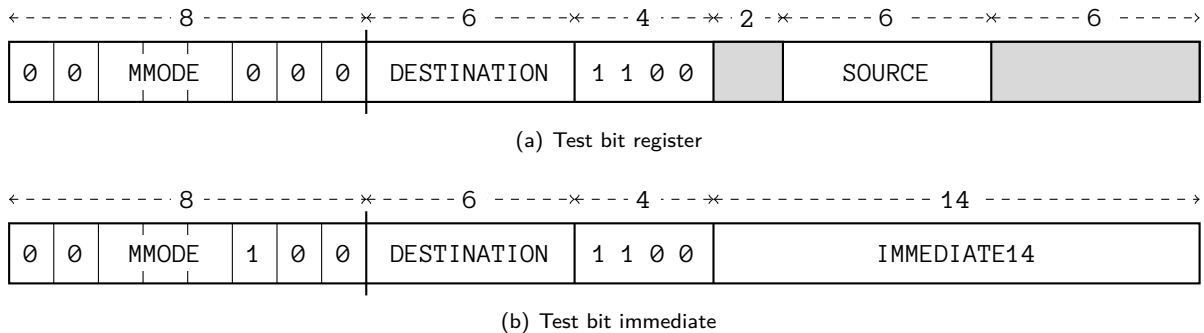 8 6 4 2 6 6
0 0 MMODE 0 0 0 DESTINATION 1 1 0 0 SOURCE
(a) Test bit register
8 6 4 14
0 0 MMODE 1 0 0 DESTINATION 1 1 0 0 IMMEDIATE14
(b) Test bit immediate